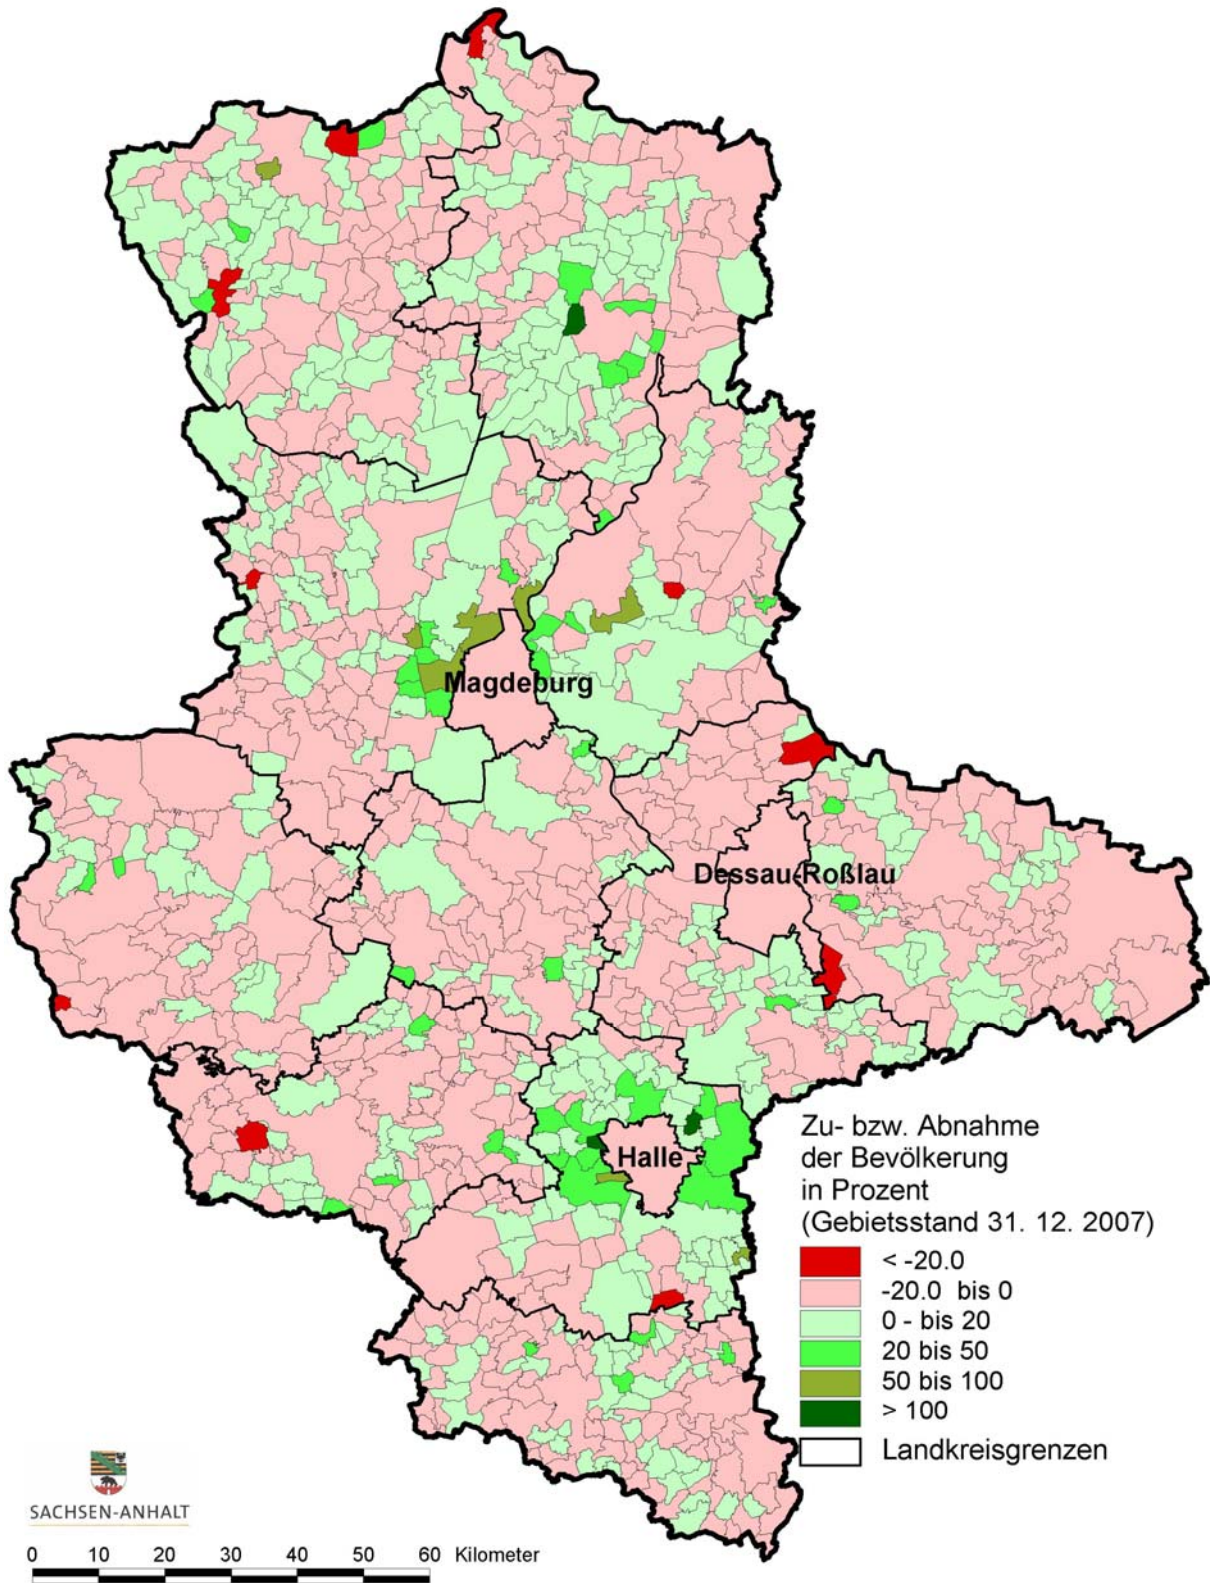 Magdeburg
Dessau-Roßlau
Halle
Zu- bzw. Abnahme
der Bevölkerung
in Prozent
(Gebietsstand 31. 12. 2007)
< -20.0
-20.0 bis 0
0 - bis 20
20 bis 50
50 bis 100
> 100
Landkreisgrenzen
SACHSEN-ANHALT
0 10 20 30 40 50 60 Kilometer